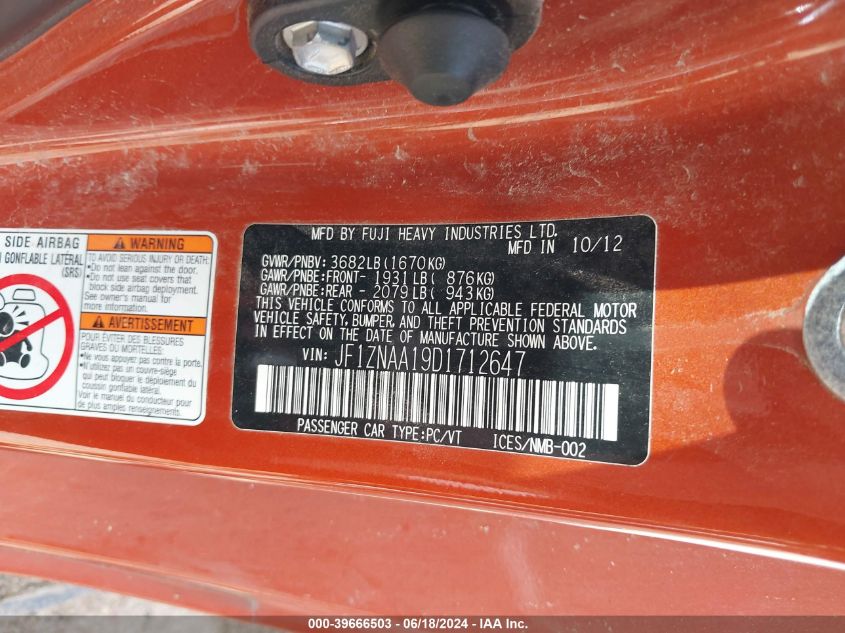 MFD BY FUJI HEAVY INDUSTRIES LTD.
MFD IN 10/12
GVWR/PNBV: 3682LB(1670KG)
GAWR/PNBE:FRONT- 1931LB( 876KG)
GAWR/PNBE:REAR - 2079LB( 943KG)
THIS VEHICLE CONFORMS TO ALL APPLICABLE FEDERAL MOTOR
VEHICLE SAFETY, BUMPER, AND THEFT PREVENTION STANDARDS
IN EFFECT ON THE DATE OF MANUFACTURE SHOWN ABOVE.
VIN: JF1ZNAA19D1712647
PASSENGER CAR TYPE:PC/VT ICES/NMB-002
SIDE AIRBAG
GONFLABLE LATÉRAL
(SRS)
WARNING
TO AVOID SERIOUS INJURY OR DEATH:
•Do not lean against the door.
•Do not use seat covers that
block side airbag deployment.
See owner's manual for
more information.
AVERTISSEMENT
POUR ÉVITER DES BLESSURES
GRAVES OU MORTELLES:
•Ne vous appuyez pas contre la porte.
•N'utilisez pas un couvre-siège
qui peut bloquer le déploiement du
coussin gonflable latéral.
Voir le manuel du conducteur pour
de plus amples renseignements.
000-39666503 - 06/18/2024 - IAA Inc.